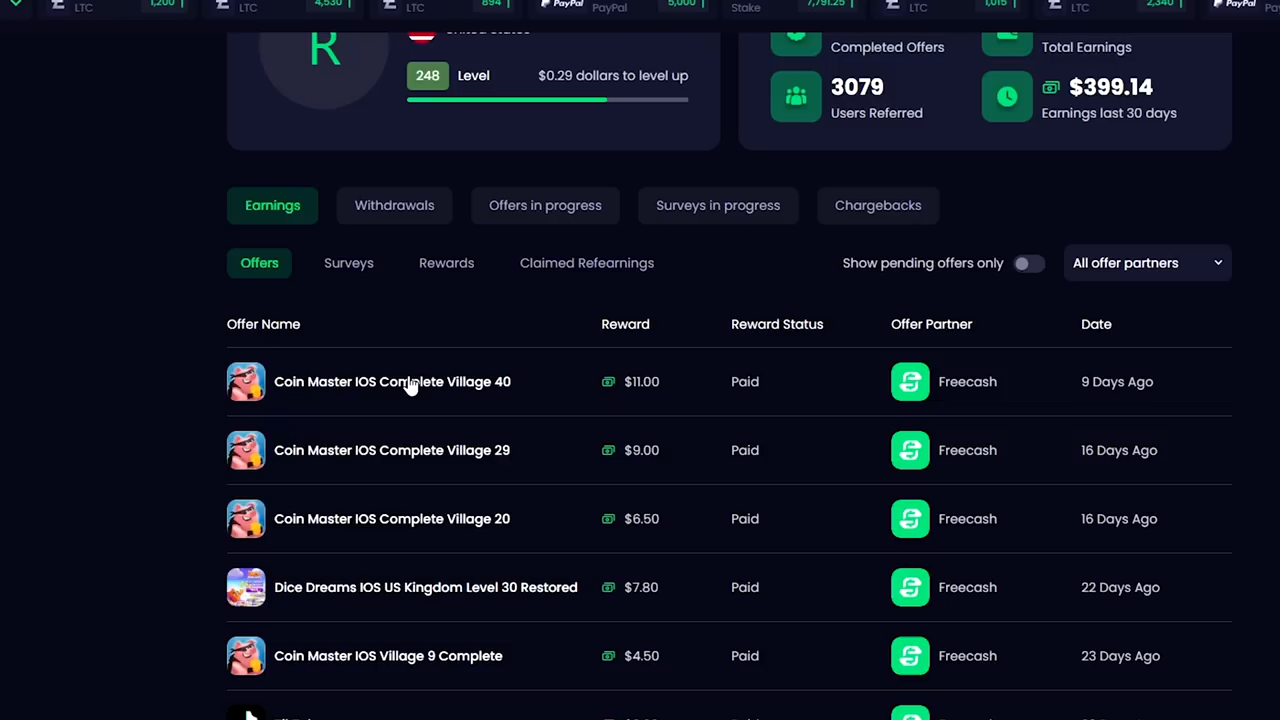 LTC 1,200 LTC 4,530 LTC 894 PayPal PayPal 5,000 Stake 7,791.25 LTC 1,015 LTC 2,340 PayPal
R
United States
248 Level $0.29 dollars to level up
Completed Offers Total Earnings
3079 $399.14
Users Referred Earnings last 30 days
Earnings Withdrawals Offers in progress Surveys in progress Chargebacks
Offers Surveys Rewards Claimed Refearnings Show pending offers only All offer partners
Offer Name Reward Reward Status Offer Partner Date
Coin Master IOS Complete Village 40 $11.00 Paid Freecash 9 Days Ago
Coin Master IOS Complete Village 29 $9.00 Paid Freecash 16 Days Ago
Coin Master IOS Complete Village 20 $6.50 Paid Freecash 16 Days Ago
Dice Dreams IOS US Kingdom Level 30 Restored $7.80 Paid Freecash 22 Days Ago
Coin Master IOS Village 9 Complete $4.50 Paid Freecash 23 Days Ago